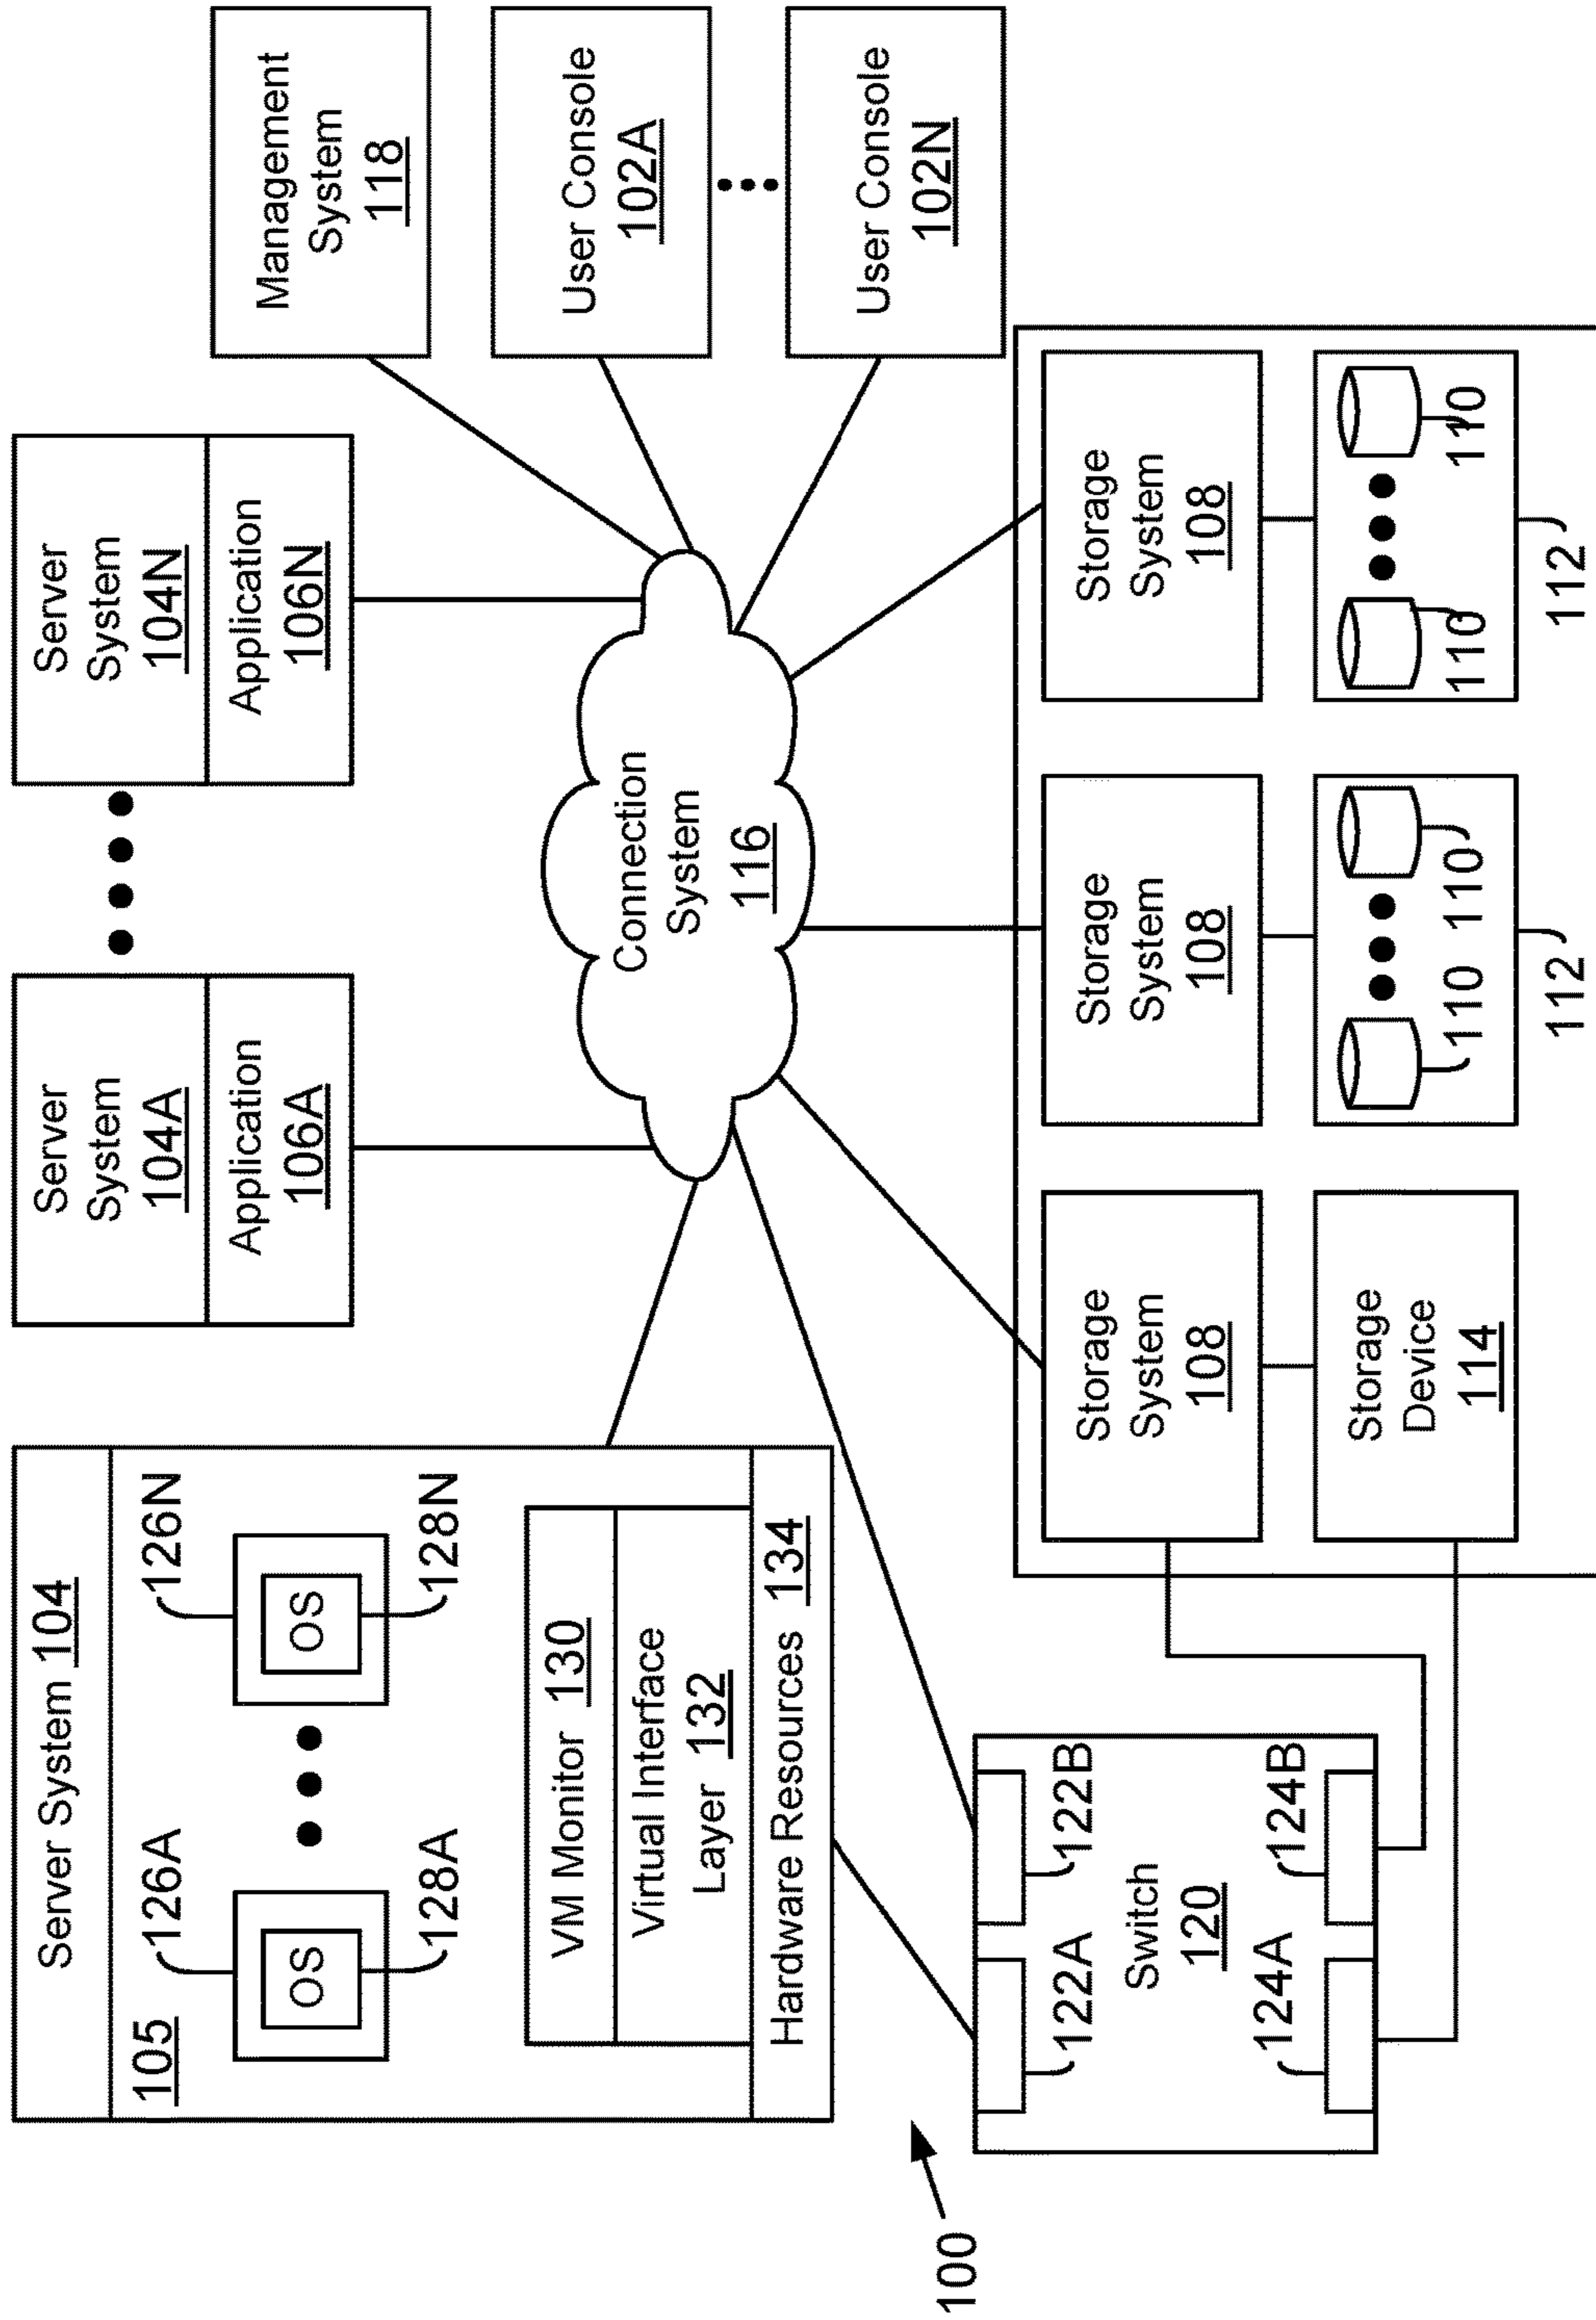 Server System 104
105
126A
126N
OS
OS
128A
128N
VM Monitor 130
Virtual Interface
Layer 132
Hardware Resources 134
Server
System
104A
Application
106A
Server
System
104N
Application
106N
Management
System
118
User Console
102A
User Console
102N
Connection
System
116
100
122A
122B
Switch
120
124A
124B
Storage
System
108
Storage
Device
114
Storage
System
108
110
110
112
Storage
System
108
110
110
112